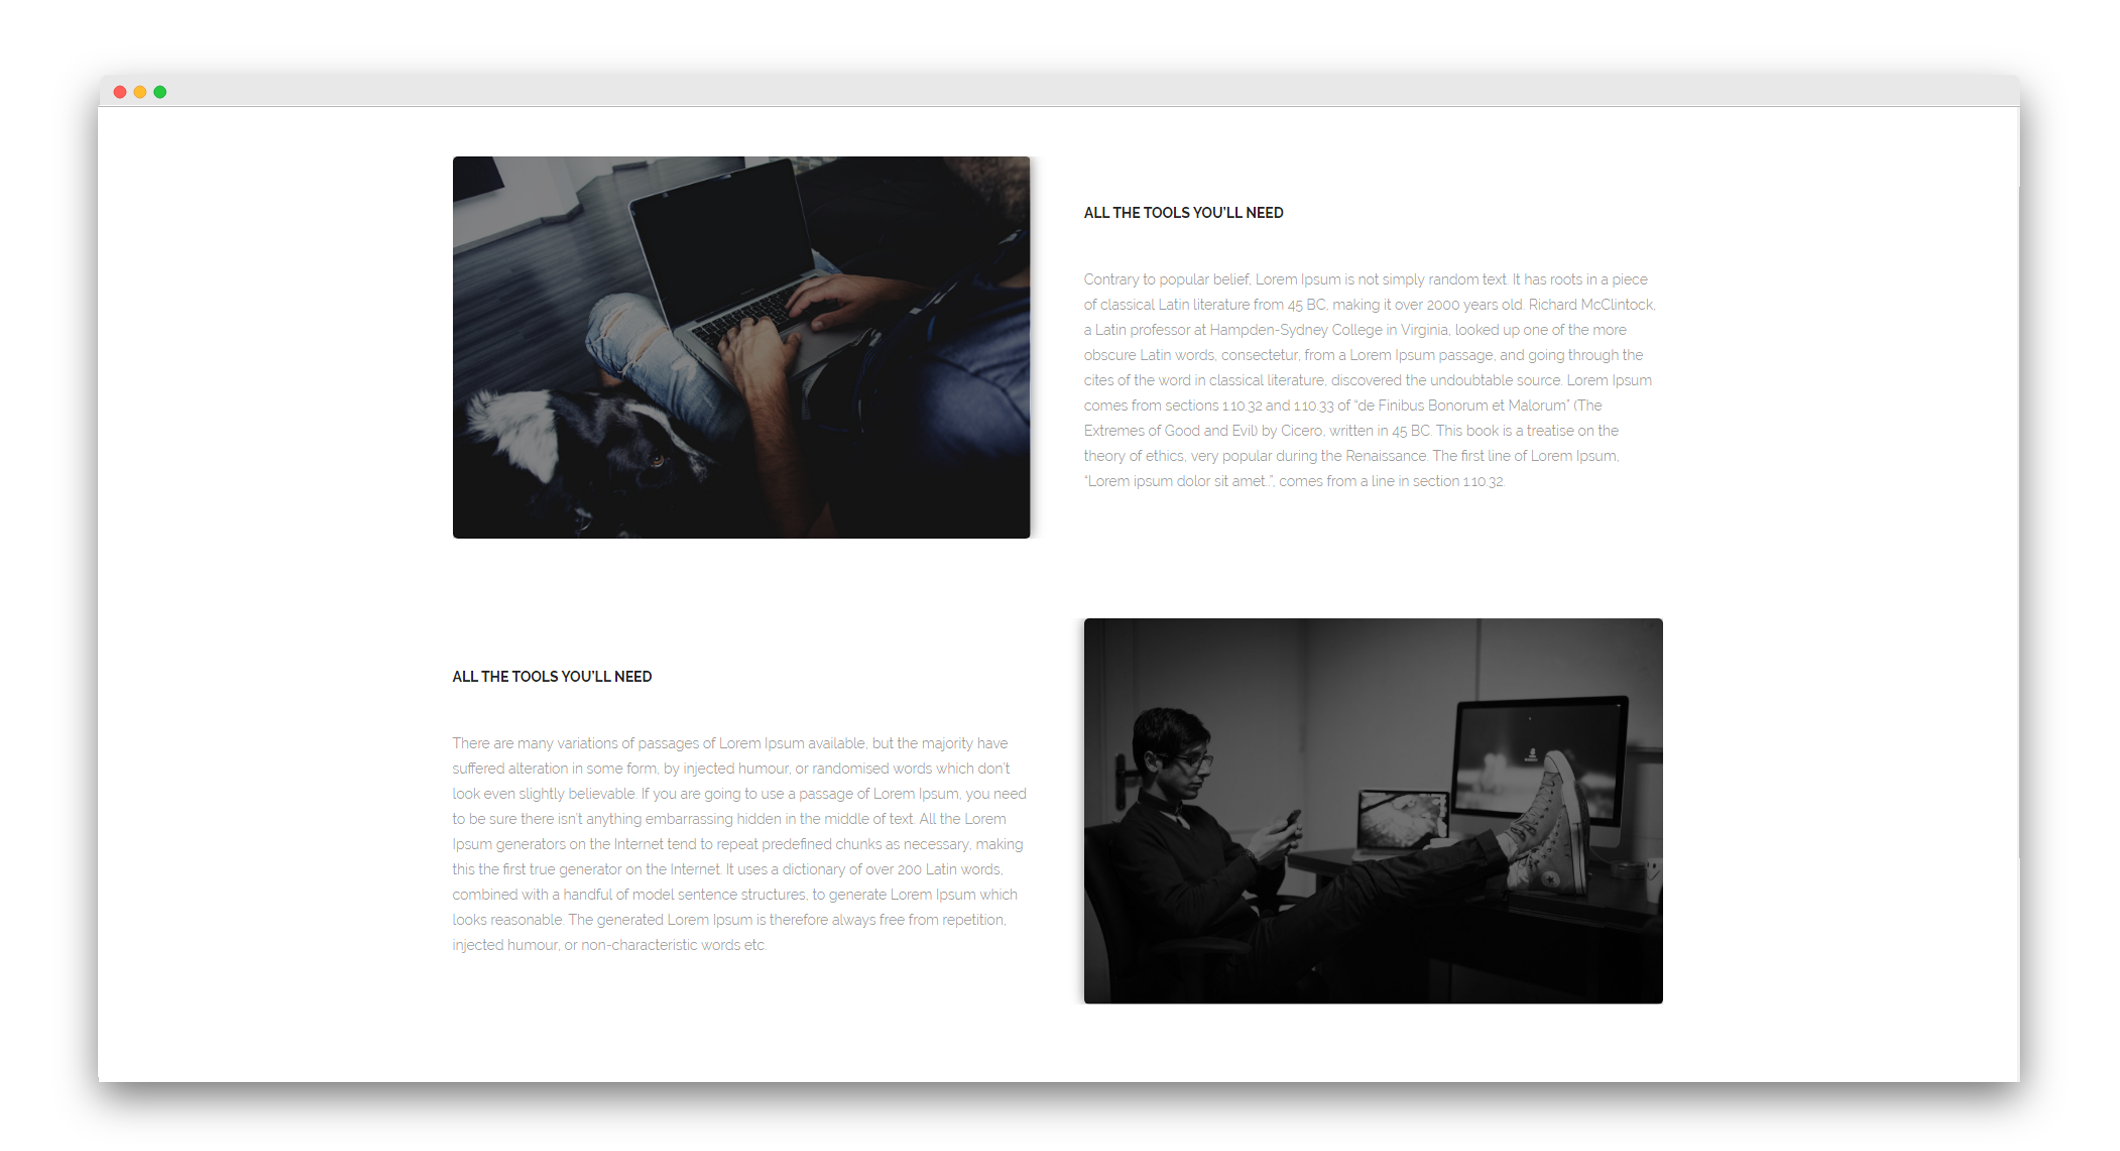 ALL THE TOOLS YOU'LL NEED
Contrary to popular belief, Lorem Ipsum is not simply random text. It has roots in a piece
of classical Latin literature from 45 BC, making it over 2000 years old. Richard McClintock,
a Latin professor at Hampden-Sydney College in Virginia, looked up one of the more
obscure Latin words, consectetur, from a Lorem Ipsum passage, and going through the
cites of the word in classical literature, discovered the undoubtable source. Lorem Ipsum
comes from sections 1.10.32 and 1.10.33 of “de Finibus Bonorum et Malorum” (The
Extremes of Good and Evil) by Cicero, written in 45 BC. This book is a treatise on the
theory of ethics, very popular during the Renaissance. The first line of Lorem Ipsum,
“Lorem ipsum dolor sit amet..”, comes from a line in section 1.10.32.
ALL THE TOOLS YOU'LL NEED
There are many variations of passages of Lorem Ipsum available, but the majority have
suffered alteration in some form, by injected humour, or randomised words which don't
look even slightly believable. If you are going to use a passage of Lorem Ipsum, you need
to be sure there isn't anything embarrassing hidden in the middle of text. All the Lorem
Ipsum generators on the Internet tend to repeat predefined chunks as necessary, making
this the first true generator on the Internet. It uses a dictionary of over 200 Latin words,
combined with a handful of model sentence structures, to generate Lorem Ipsum which
looks reasonable. The generated Lorem Ipsum is therefore always free from repetition,
injected humour, or non-characteristic words etc.